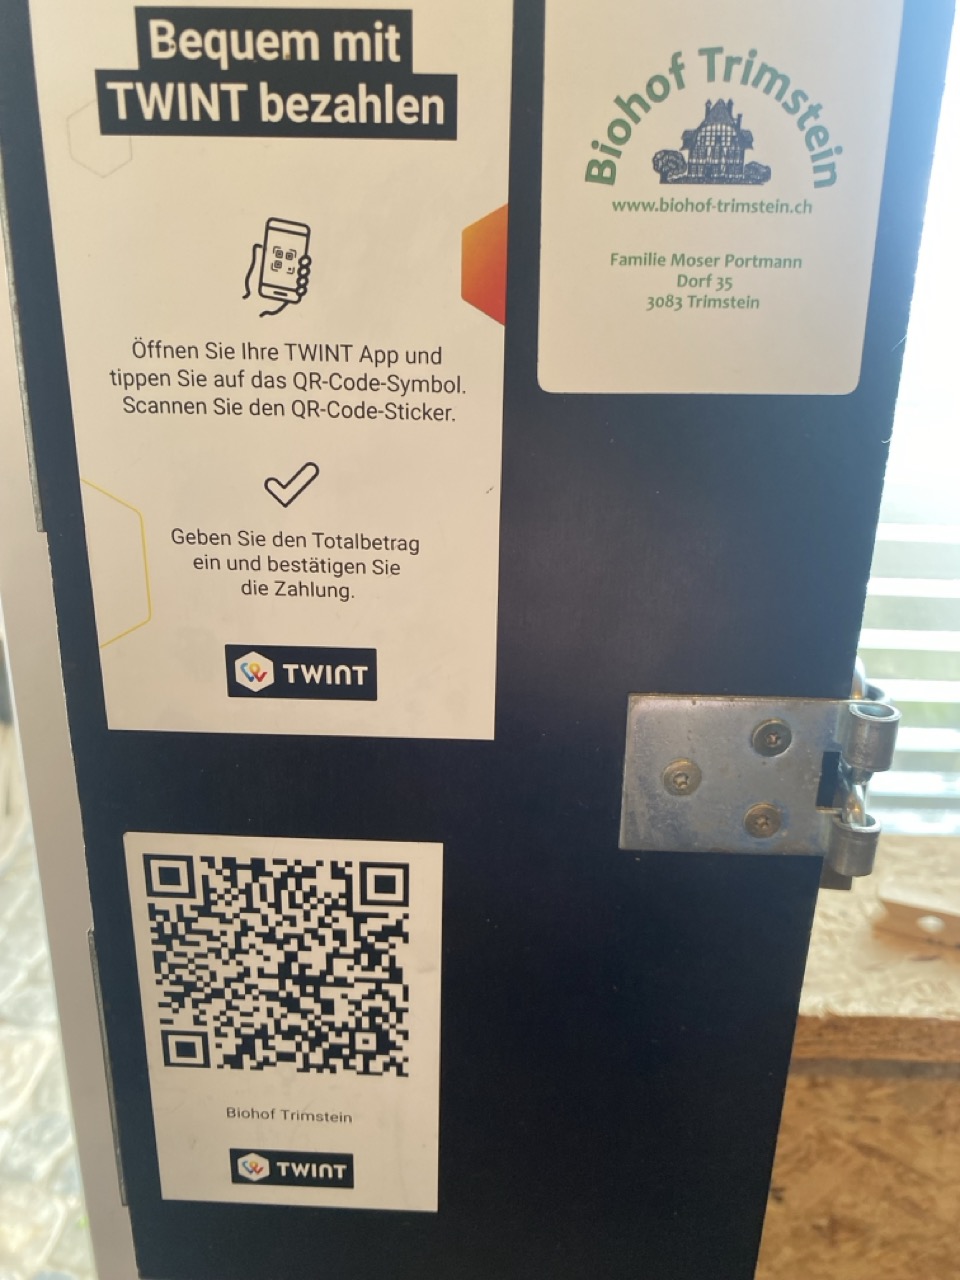 Bequem mit
TWINT bezahlen
Öffnen Sie Ihre TWINT App und
tippen Sie auf das QR-Code-Symbol.
Scannen Sie den QR-Code-Sticker.
Geben Sie den Totalbetrag
ein und bestätigen Sie
die Zahlung.
TWINT
Biohof Trimstein
www.biohof-trimstein.ch
Familie Moser Portmann
Dorf 35
3083 Trimstein
Biohof Trimstein
TWINT